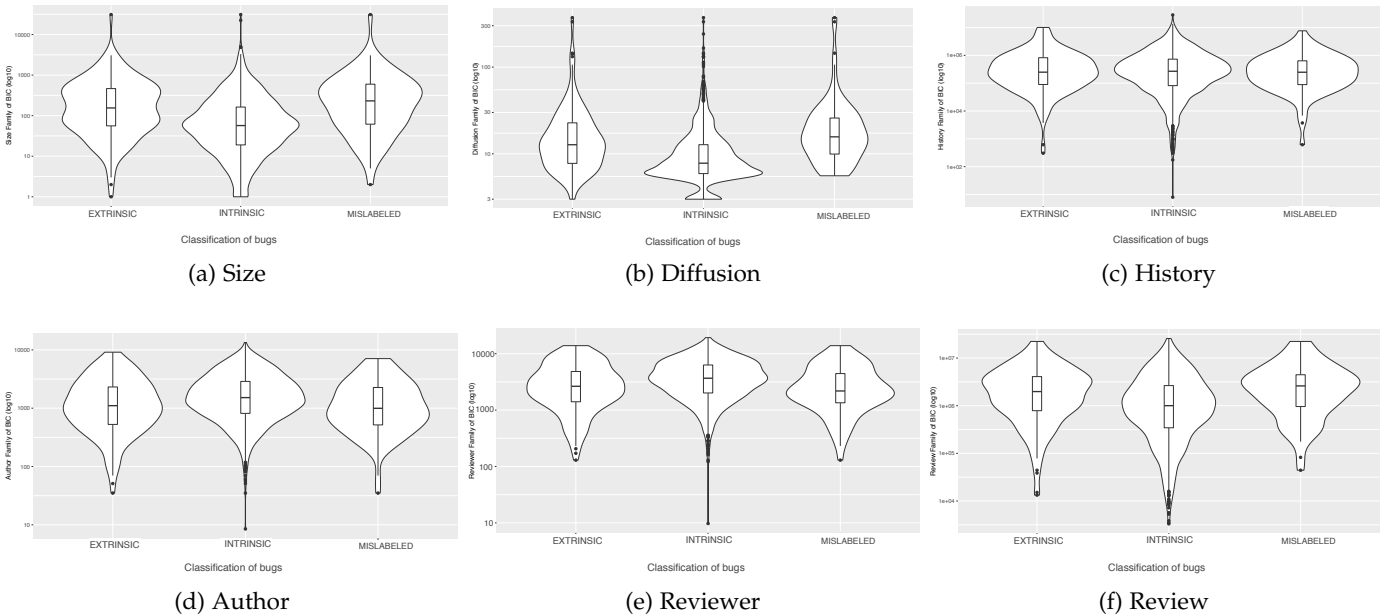 Size Family of BIC (log10)
10000
1000
100
10
1
EXTRINSIC INTRINSIC MISLABELED
Classification of bugs
(a) Size
Diffusion Family of BIC (log10)
300
100
30
10
3
EXTRINSIC INTRINSIC MISLABELED
Classification of bugs
(b) Diffusion
History Family of BIC (log10)
1e+06
1e+04
1e+02
EXTRINSIC INTRINSIC MISLABELED
Classification of bugs
(c) History
Author Family of BIC (log10)
10000
1000
100
10
EXTRINSIC INTRINSIC MISLABELED
Classification of bugs
(d) Author
Reviewer Family of BIC (log10)
10000
1000
100
10
EXTRINSIC INTRINSIC MISLABELED
Classification of bugs
(e) Reviewer
Review Family of BIC (log10)
1e+07
1e+06
1e+05
1e+04
EXTRINSIC INTRINSIC MISLABELED
Classification of bugs
(f) Review